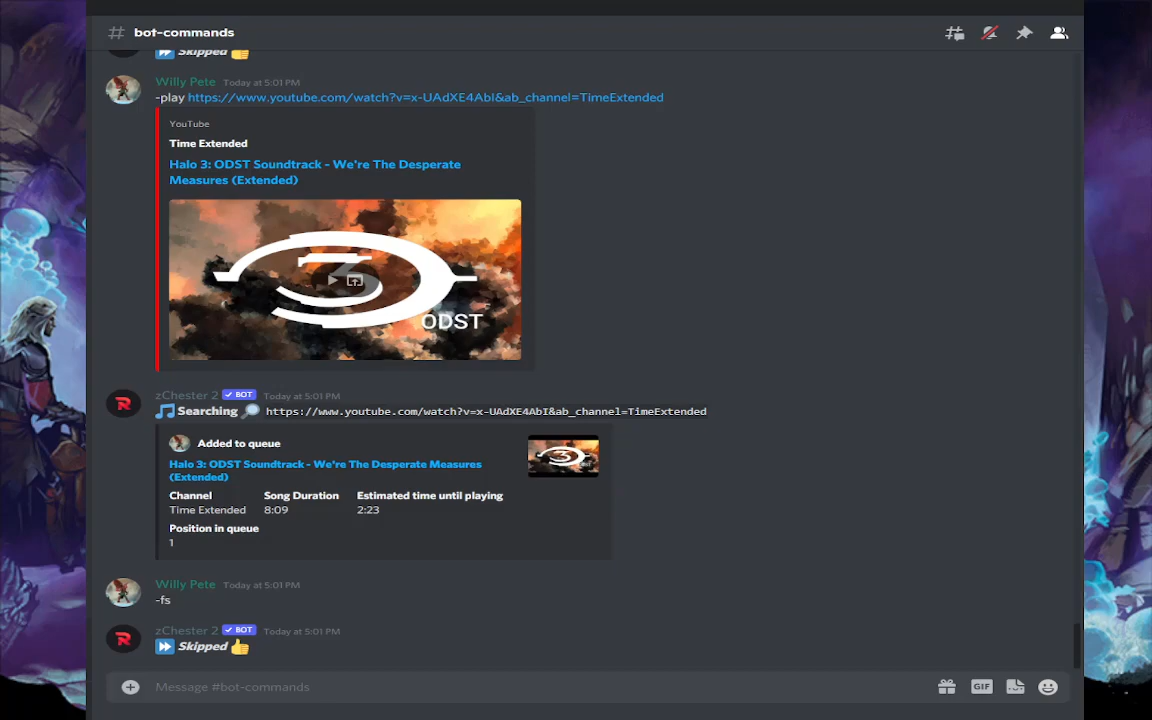 bot-commands
Skipped
Willy Pete Today at 5:01 PM
-play https://www.youtube.com/watch?v=x-UAdXE4AbI&ab_channel=TimeExtended
YouTube
Time Extended
Halo 3: ODST Soundtrack - We're The Desperate
Measures (Extended)
ODST
zChester 2 BOT Today at 5:01 PM
Searching https://www.youtube.com/watch?v=x-UAdXE4AbI&ab_channel=TimeExtended
Added to queue
Halo 3: ODST Soundtrack - We're The Desperate Measures
(Extended)
Channel Song Duration Estimated time until playing
Time Extended 8:09 2:23
Position in queue
1
Willy Pete Today at 5:01 PM
-fs
zChester 2 BOT Today at 5:01 PM
Skipped
Message #bot-commands
GIF